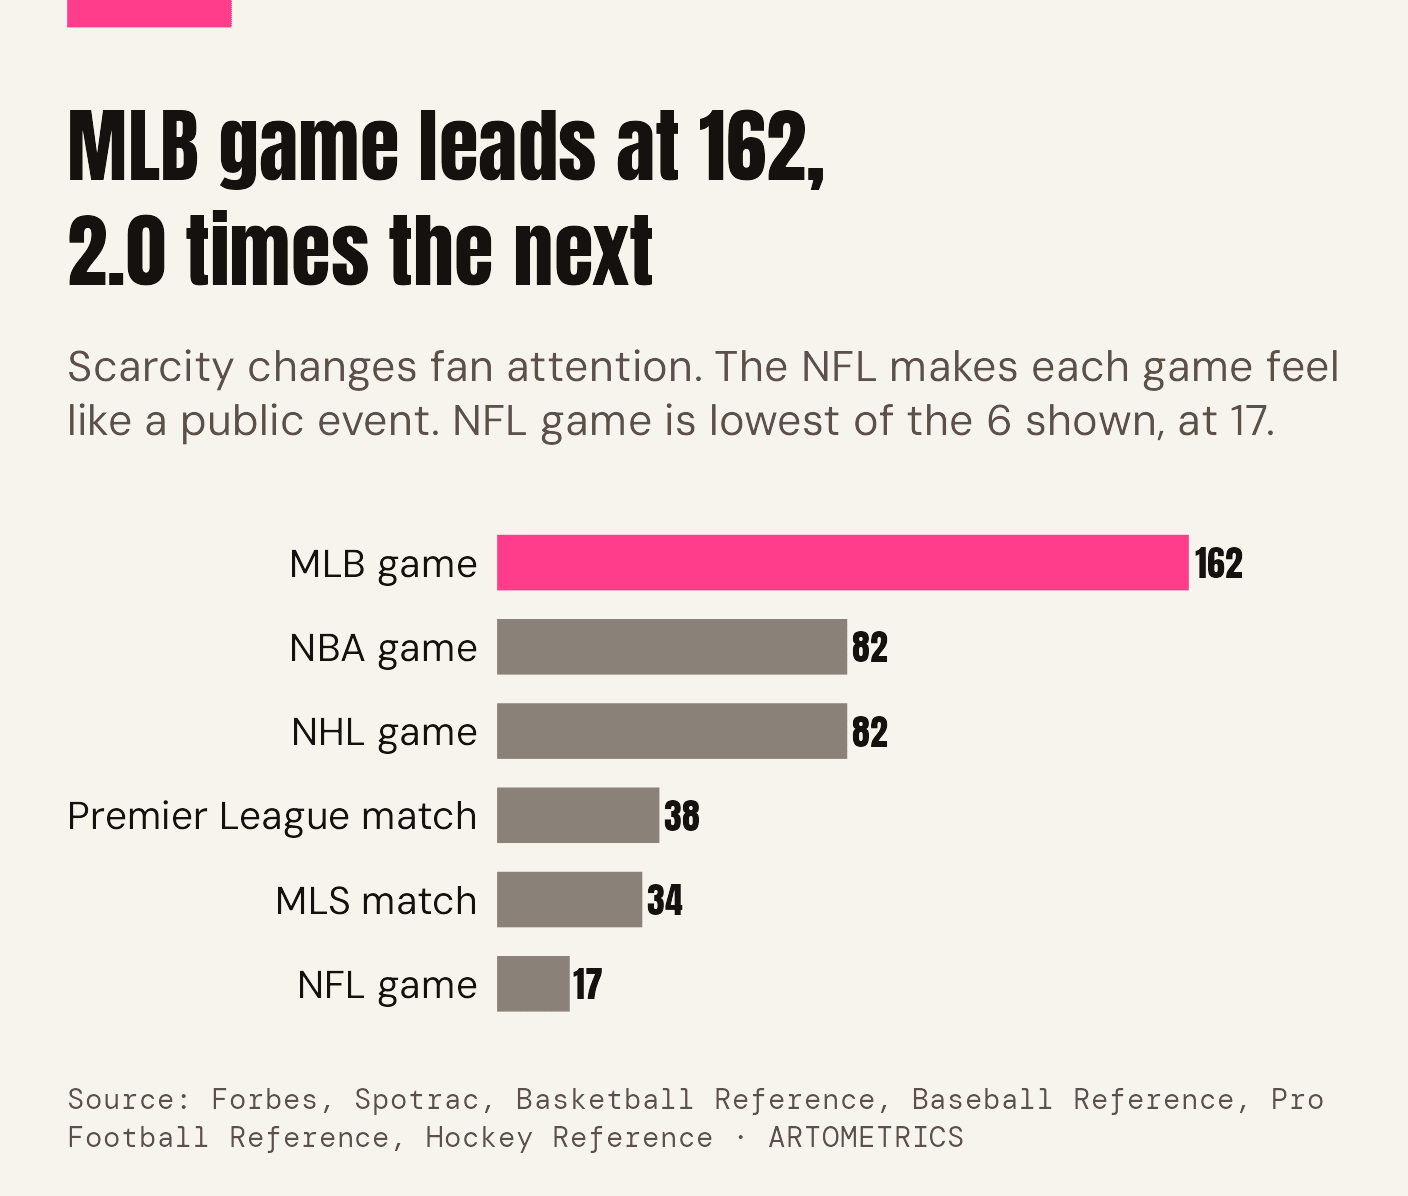 MLB game leads at 162,
2.0 times the next
Scarcity changes fan attention. The NFL makes each game feel
like a public event. NFL game is lowest of the 6 shown, at 17.
MLB game 162
NBA game 82
NHL game 82
Premier League match 38
MLS match 34
NFL game 17
Source: Forbes, Spotrac, Basketball Reference, Baseball Reference, Pro
Football Reference, Hockey Reference · ARTOMETRICS